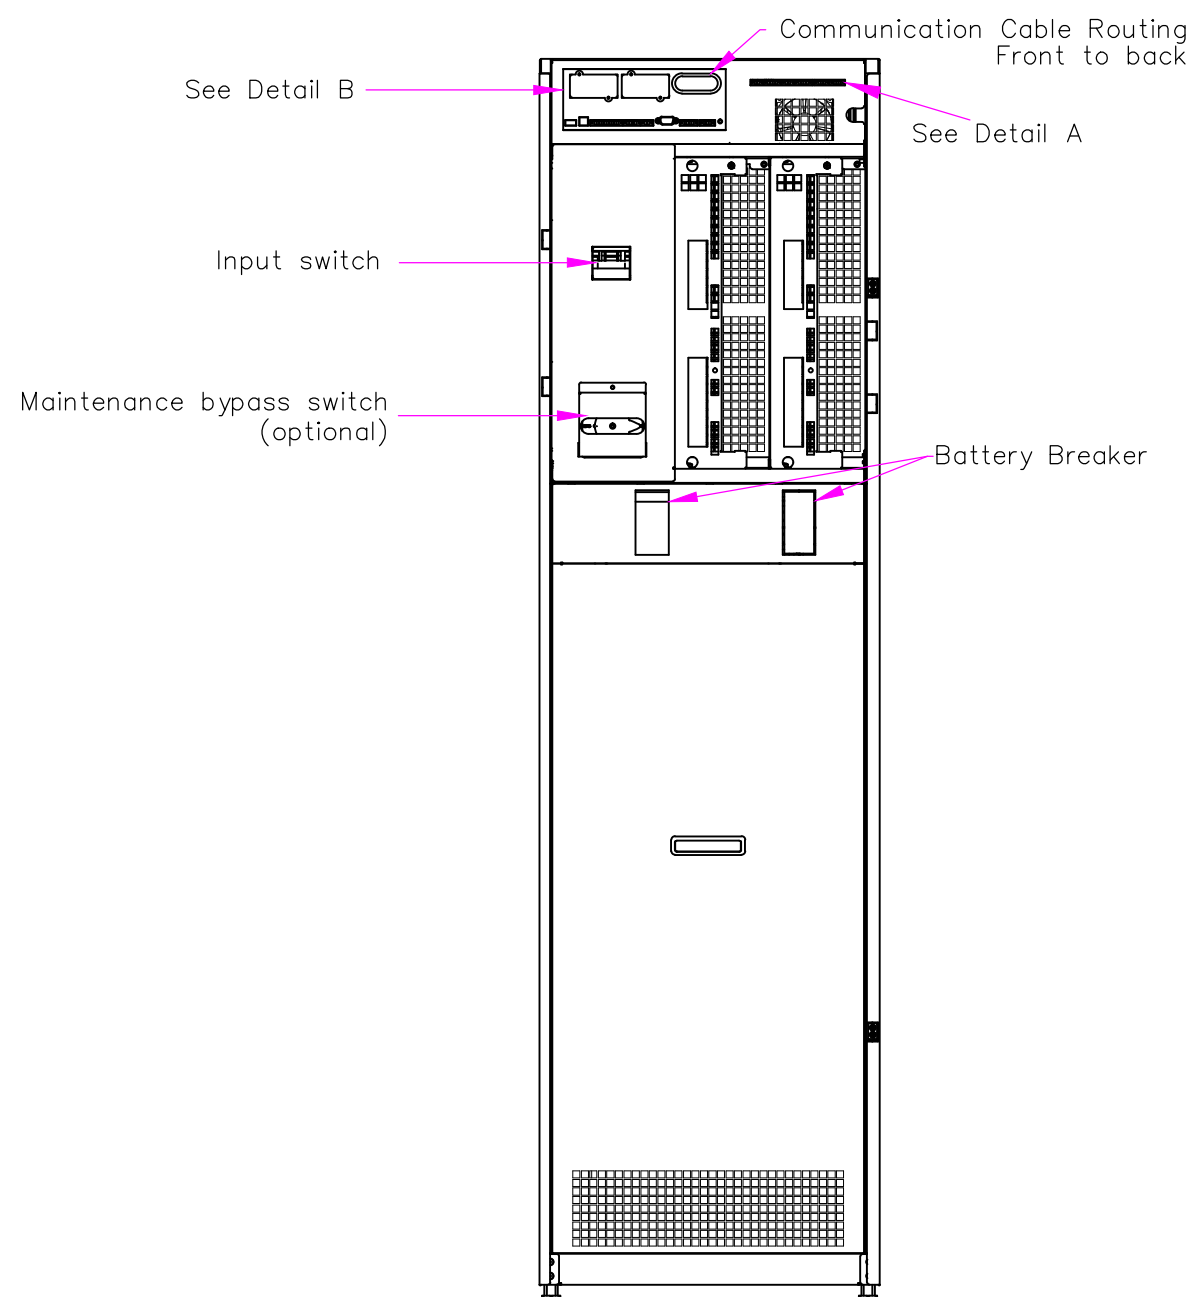 Communication Cable Routing
Front to back
See Detail B
See Detail A
Input switch
Maintenance bypass switch
(optional)
Battery Breaker